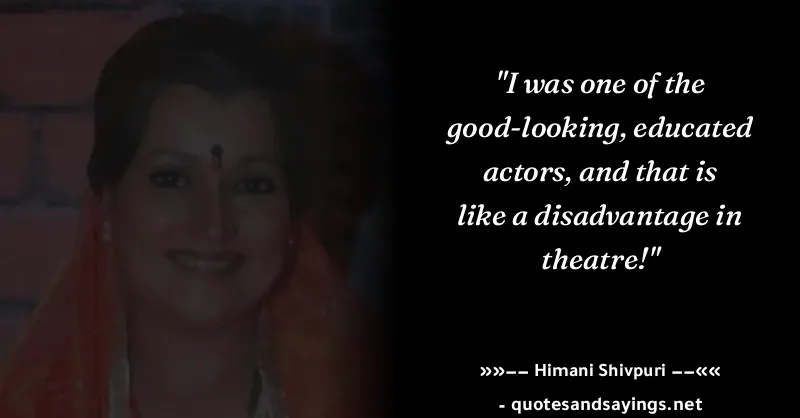 "I was one of the
good-looking, educated
actors, and that is
like a disadvantage in
theatre!"
»»—— Himani Shivpuri ——««
- quotesandsayings.net